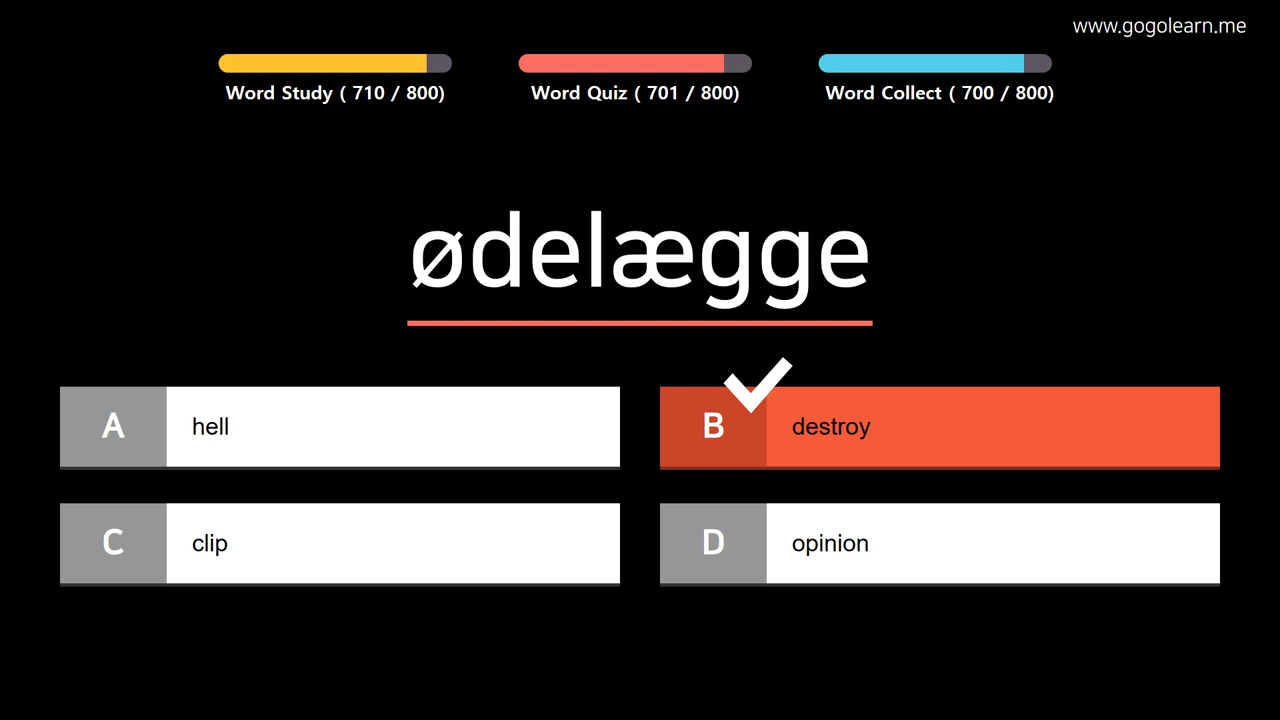 www.gogolearn.me
Word Study ( 710 / 800)
Word Quiz ( 701 / 800)
Word Collect ( 700 / 800)
ødelægge
A
hell
B
destroy
C
clip
D
opinion